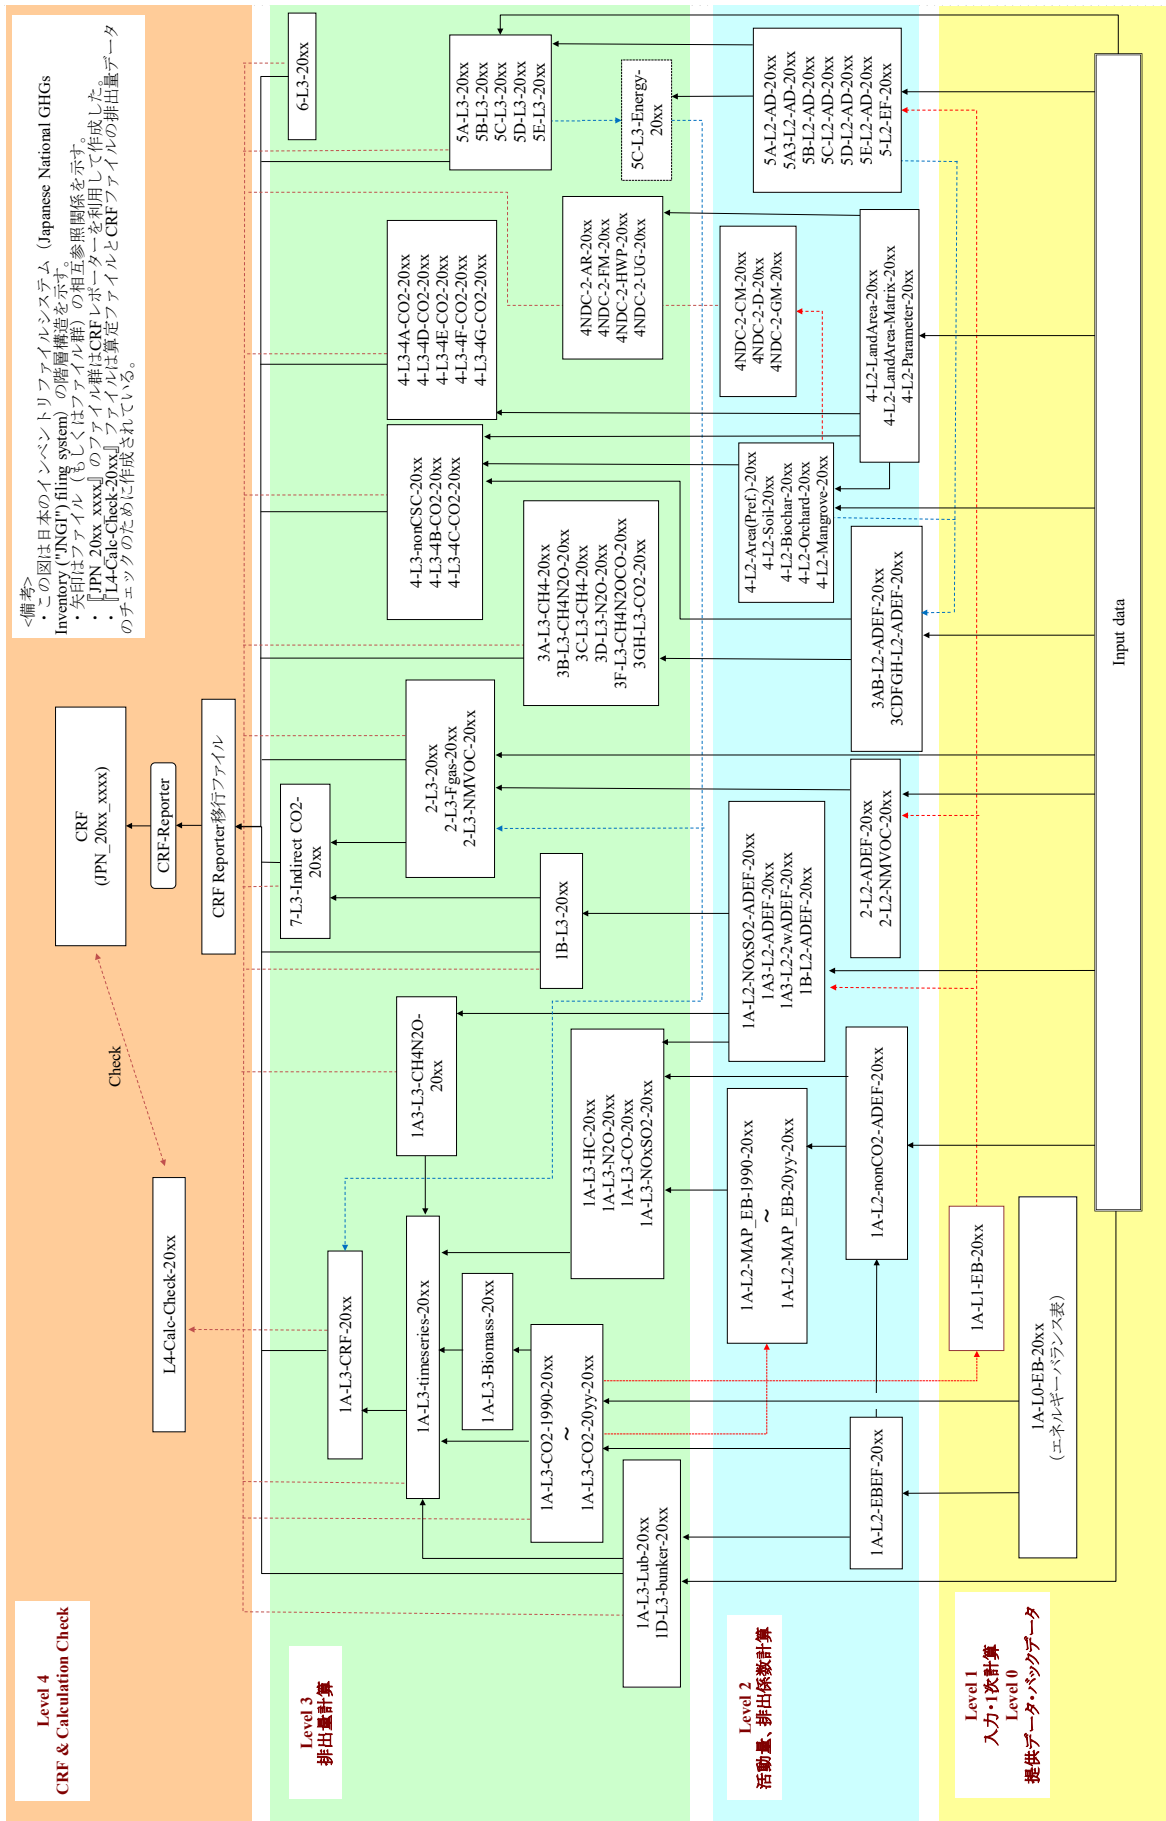 Level 4
CRF & Calculation Check
CRF
(JPN_20xx_xxxx)
CRF-Reporter
CRF Reporter移行ファイル
L4-Calc-Check-20xx
Check
<備考>
・この図は日本のインベントリファイルシステム（Japanese National GHGs
Inventory ("JNGI") filing system）の階層構造を示す。
・矢印はファイル（もしくはファイル群）の相互参照関係を示す。
・『JPN_20xx_xxxx』のファイル群はCRFレポーターを利用して作成した。
・『L4-Calc-Check-20xx』ファイルは算定ファイルとCRFファイルの排出量データ
のチェックのために作成されている。
Level 3
排出量計算
1A-L3-Lub-20xx
1D-L3-bunker-20xx
1A-L3-CRF-20xx
1A-L3-timeseries-20xx
1A-L3-Biomass-20xx
1A-L3-CO2-1990-20xx
～
1A-L3-CO2-20yy-20xx
1A3-L3-CH4N2O-
20xx
1A-L3-HC-20xx
1A-L3-N2O-20xx
1A-L3-CO-20xx
1A-L3-NOxSO2-20xx
7-L3-Indirect CO2-
20xx
1B-L3-20xx
2-L3-20xx
2-L3-Fgas-20xx
2-L3-NMVOC-20xx
3A-L3-CH4-20xx
3B-L3-CH4N2O-20xx
3C-L3-CH4-20xx
3D-L3-N2O-20xx
3F-L3-CH4N2OCO-20xx
3GH-L3-CO2-20xx
4-L3-nonCSC-20xx
4-L3-4B-CO2-20xx
4-L3-4C-CO2-20xx
4-L3-4A-CO2-20xx
4-L3-4D-CO2-20xx
4-L3-4E-CO2-20xx
4-L3-4F-CO2-20xx
4-L3-4G-CO2-20xx
4NDC-2-AR-20xx
4NDC-2-FM-20xx
4NDC-2-HWP-20xx
4NDC-2-UG-20xx
5A-L3-20xx
5B-L3-20xx
5C-L3-20xx
5D-L3-20xx
5E-L3-20xx
5C-L3-Energy-
20xx
6-L3-20xx
Level 2
活動量、排出係数計算
1A-L2-EBEF-20xx
1A-L2-MAP_EB-1990-20xx
～
1A-L2-MAP_EB-20yy-20xx
1A-L2-nonCO2-ADEF-20xx
1A-L2-NOxSO2-ADEF-20xx
1A3-L2-ADEF-20xx
1A3-L2-2wADEF-20xx
1B-L2-ADEF-20xx
2-L2-ADEF-20xx
2-L2-NMVOC-20xx
3AB-L2-ADEF-20xx
3CDFGH-L2-ADEF-20xx
4-L2-Area(Pref.)-20xx
4-L2-Soil-20xx
4-L2-Biochar-20xx
4-L2-Orchard-20xx
4-L2-Mangrove-20xx
4NDC-2-CM-20xx
4NDC-2-D-20xx
4NDC-2-GM-20xx
4-L2-LandArea-20xx
4-L2-LandArea-Matrix-20xx
4-L2-Parameter-20xx
5A-L2-AD-20xx
5A3-L2-AD-20xx
5B-L2-AD-20xx
5C-L2-AD-20xx
5D-L2-AD-20xx
5E-L2-AD-20xx
5-L2-EF-20xx
Level 1
入力・1次計算
Level 0
提供データ・バックデータ
1A-L0-EB-20xx
(エネルギーバランス表)
1A-L1-EB-20xx
Input data